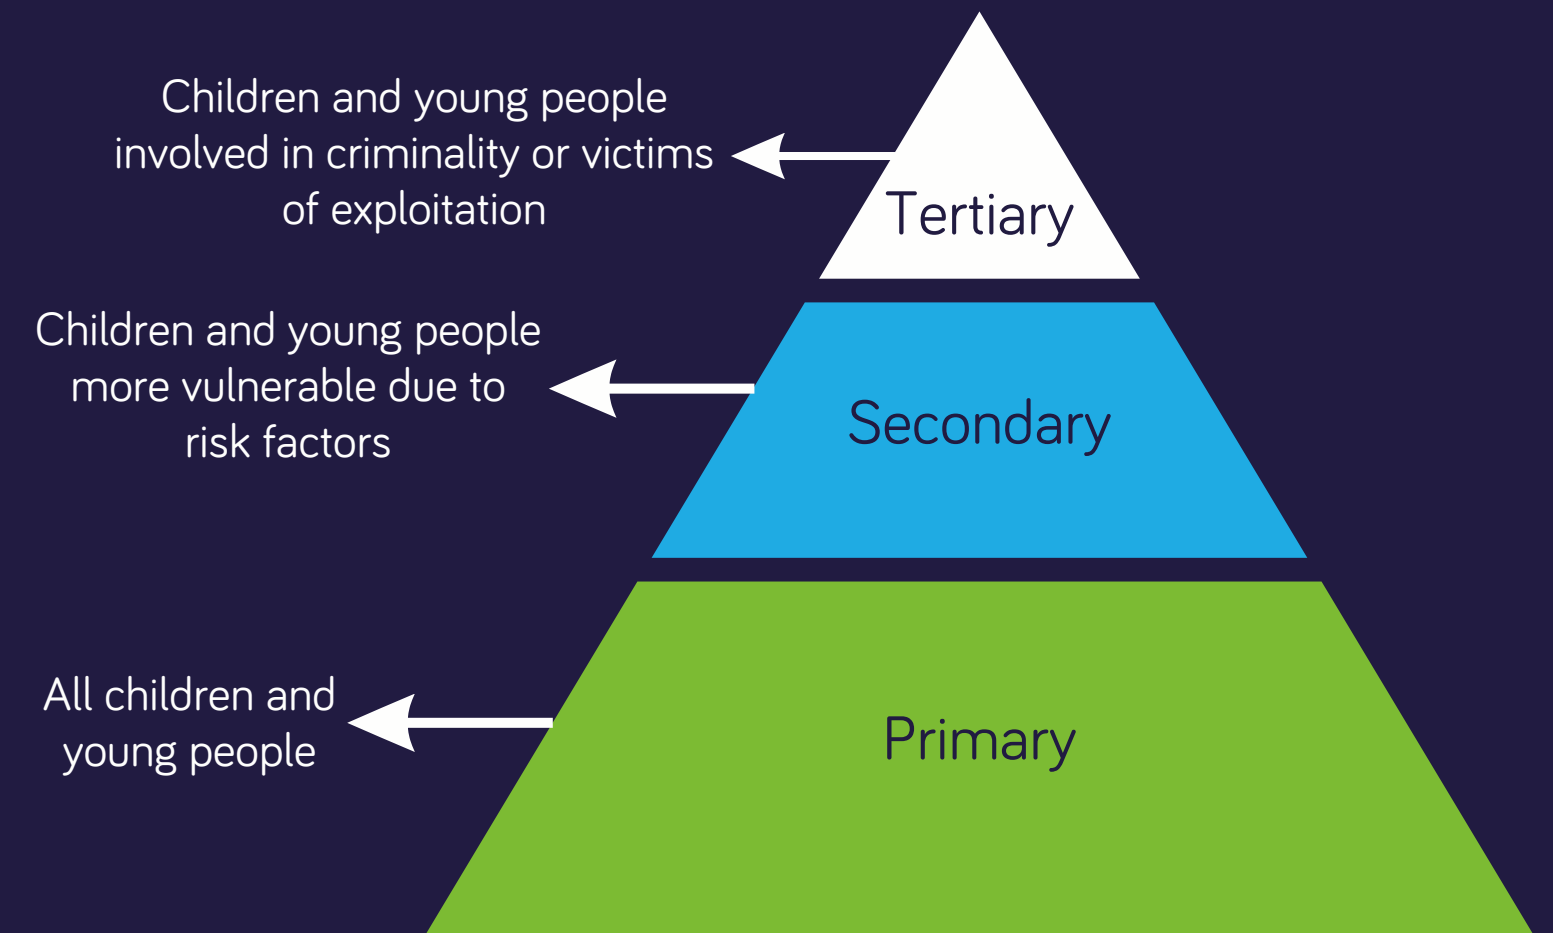 Children and young people
involved in criminality or victims
of exploitation
Tertiary
Children and young people
more vulnerable due to
risk factors
Secondary
All children and
young people
Primary